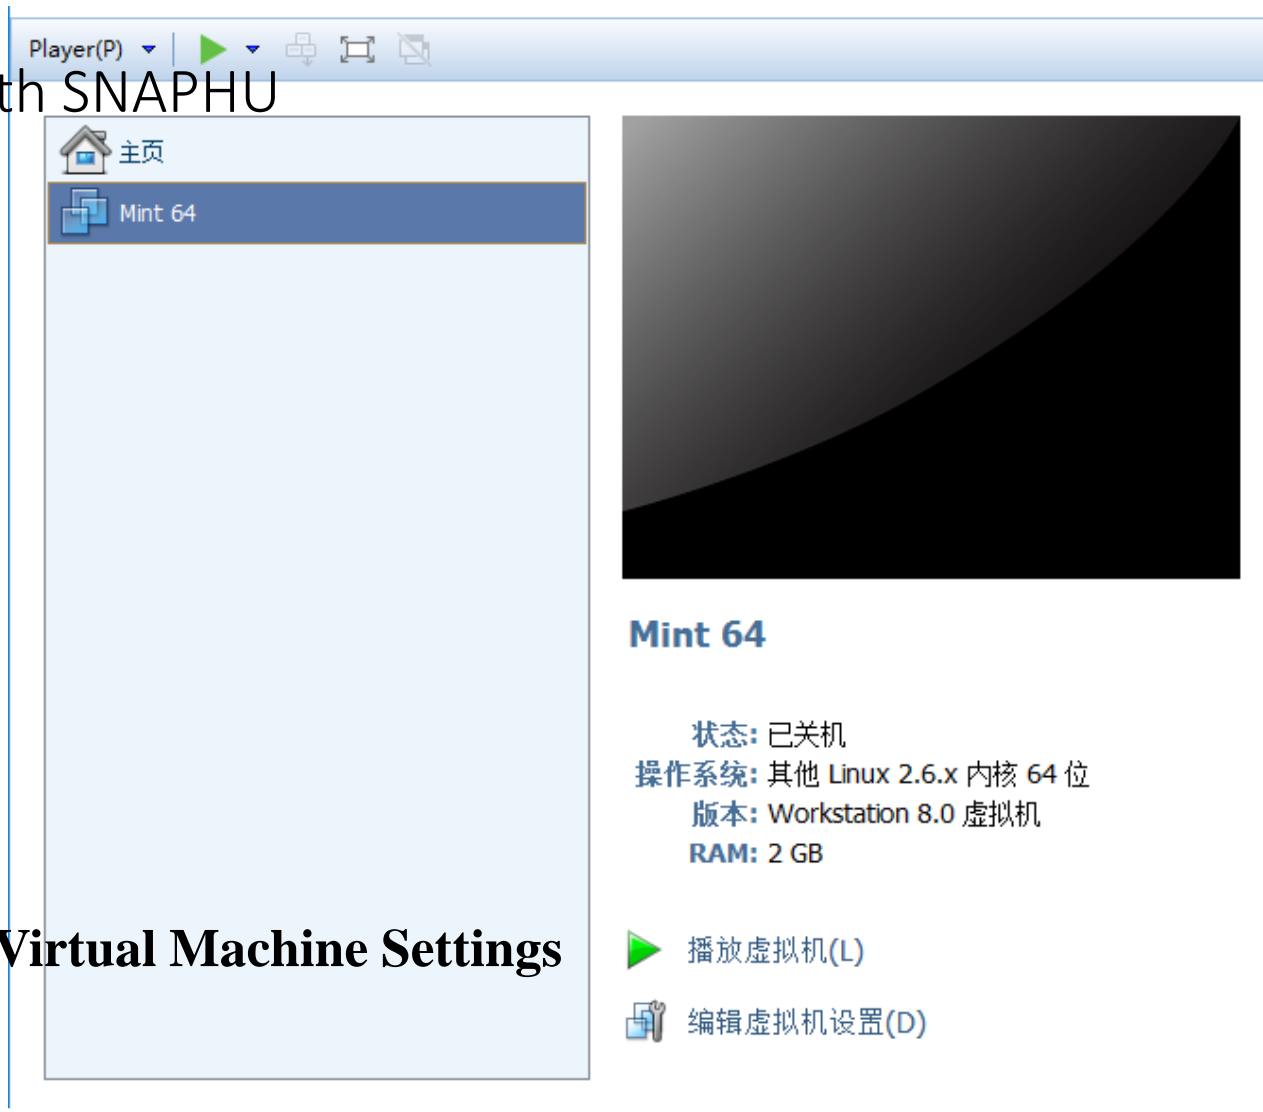 Player(P)
th SNAPHU
主页
Mint 64
Mint 64
状态: 已关机
操作系统: 其他 Linux 2.6.x 内核 64 位
版本: Workstation 8.0 虚拟机
RAM: 2 GB
Virtual Machine Settings
播放虚拟机(L)
编辑虚拟机设置(D)